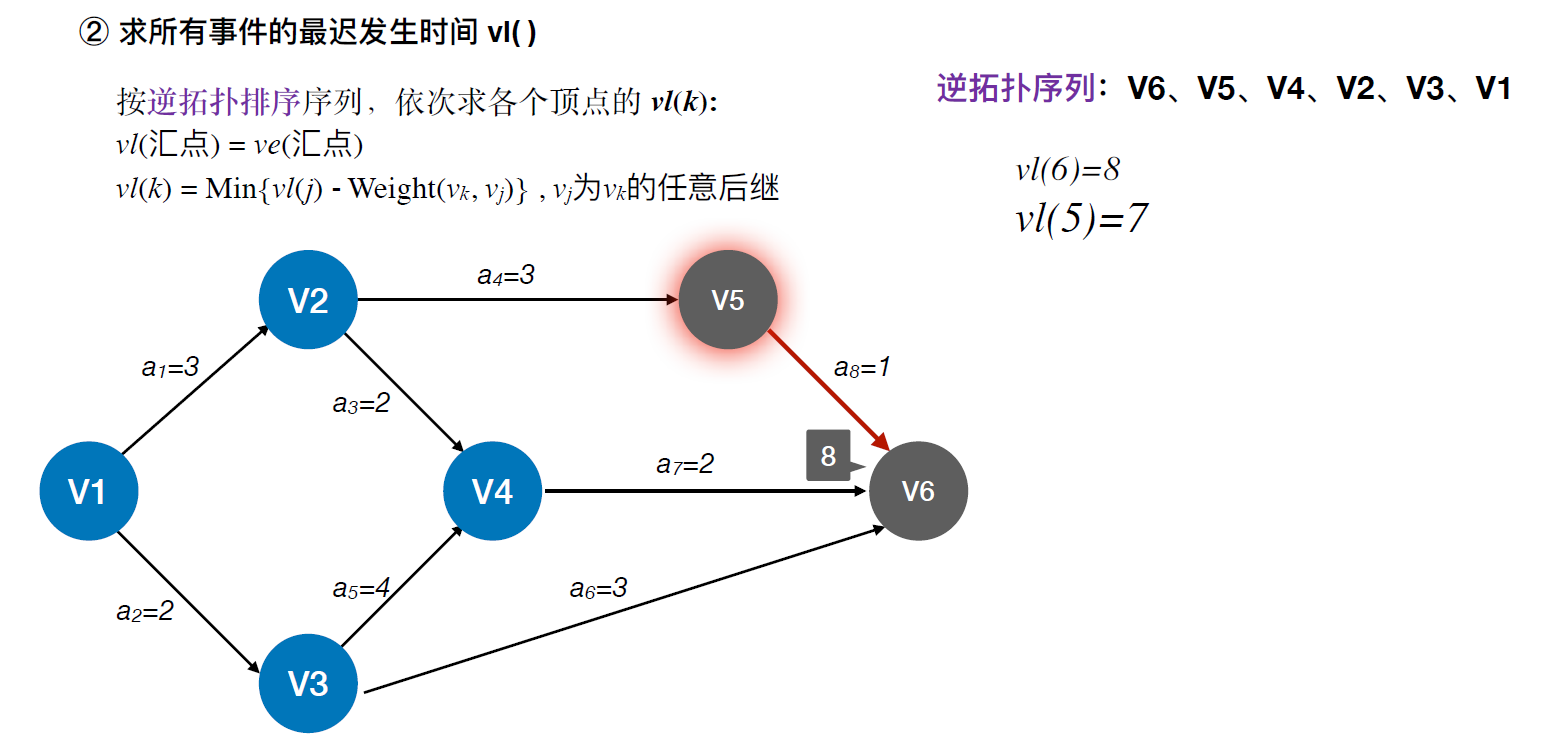 ② 求所有事件的最迟发生时间 vl( )
按逆拓扑排序序列，依次求各个顶点的 vl(k):
vl(汇点) = ve(汇点)
vl(k) = Min{vl(j) - Weight(vk, vj)} , vj为vk的任意后继
逆拓扑序列：V6、V5、V4、V2、V3、V1
vl(6)=8
vl(5)=7
a4=3
V2
V5
a1=3
a8=1
a3=2
8
a7=2
V1
V4
V6
a5=4
a6=3
a2=2
V3